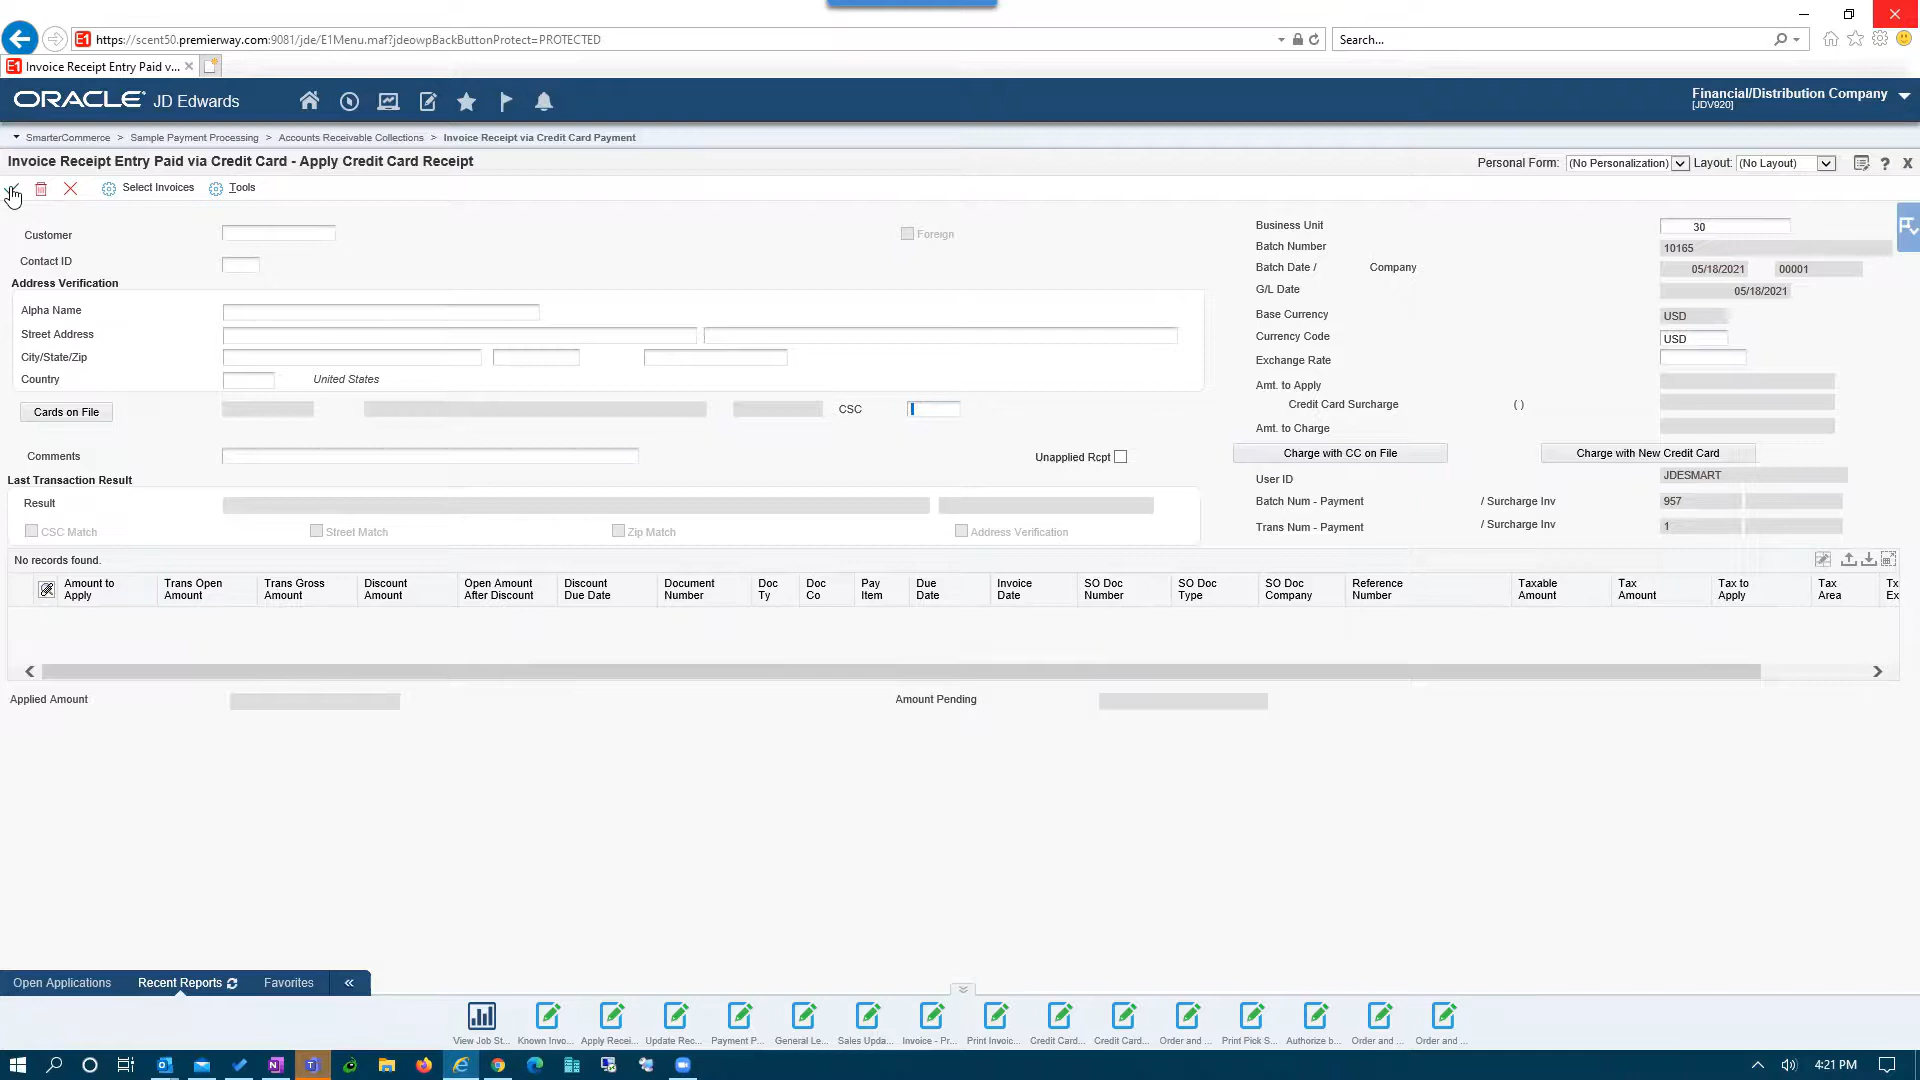 https://scent50.premierway.com:9081/jde/E1Menu.maf?jdeowpBackButtonProtect=PROTECTED
Search...
E1 Invoice Receipt Entry Paid v...
ORACLE JD Edwards
Financial/Distribution Company
[JDV920]
SmarterCommerce > Sample Payment Processing > Accounts Receivable Collections > Invoice Receipt via Credit Card Payment
Invoice Receipt Entry Paid via Credit Card - Apply Credit Card Receipt
Personal Form: (No Personalization) Layout: (No Layout)
Select Invoices Tools
Customer
Foreign
Contact ID
Address Verification
Alpha Name
Street Address
City/State/Zip
Country United States
Cards on File
CSC
Comments
Unapplied Rcpt
Last Transaction Result
Result
CSC Match Street Match Zip Match Address Verification
Business Unit 30
Batch Number 10165
Batch Date / Company 05/18/2021 00001
G/L Date 05/18/2021
Base Currency USD
Currency Code USD
Exchange Rate
Amt. to Apply
Credit Card Surcharge ( )
Amt. to Charge
Charge with CC on File Charge with New Credit Card
User ID JDESMART
Batch Num - Payment / Surcharge Inv 957
Trans Num - Payment / Surcharge Inv 1
No records found.
Amount to Apply Trans Open Amount Trans Gross Amount Discount Amount Open Amount After Discount Discount Due Date Document Number Doc Ty Doc Co Pay Item Due Date Invoice Date SO Doc Number SO Doc Type SO Doc Company Reference Number Taxable Amount Tax Amount Tax to Apply Tax Area Tx Ex
Applied Amount Amount Pending
Open Applications Recent Reports Favorites «
View Job St... Known Invo... Apply Recei... Update Rec... Payment P... General Le... Sales Upda... Invoice - Pr... Print Invoic... Credit Card... Credit Card... Order and ... Print Pick S... Authorize b... Order and ... Order and ...
4:21 PM